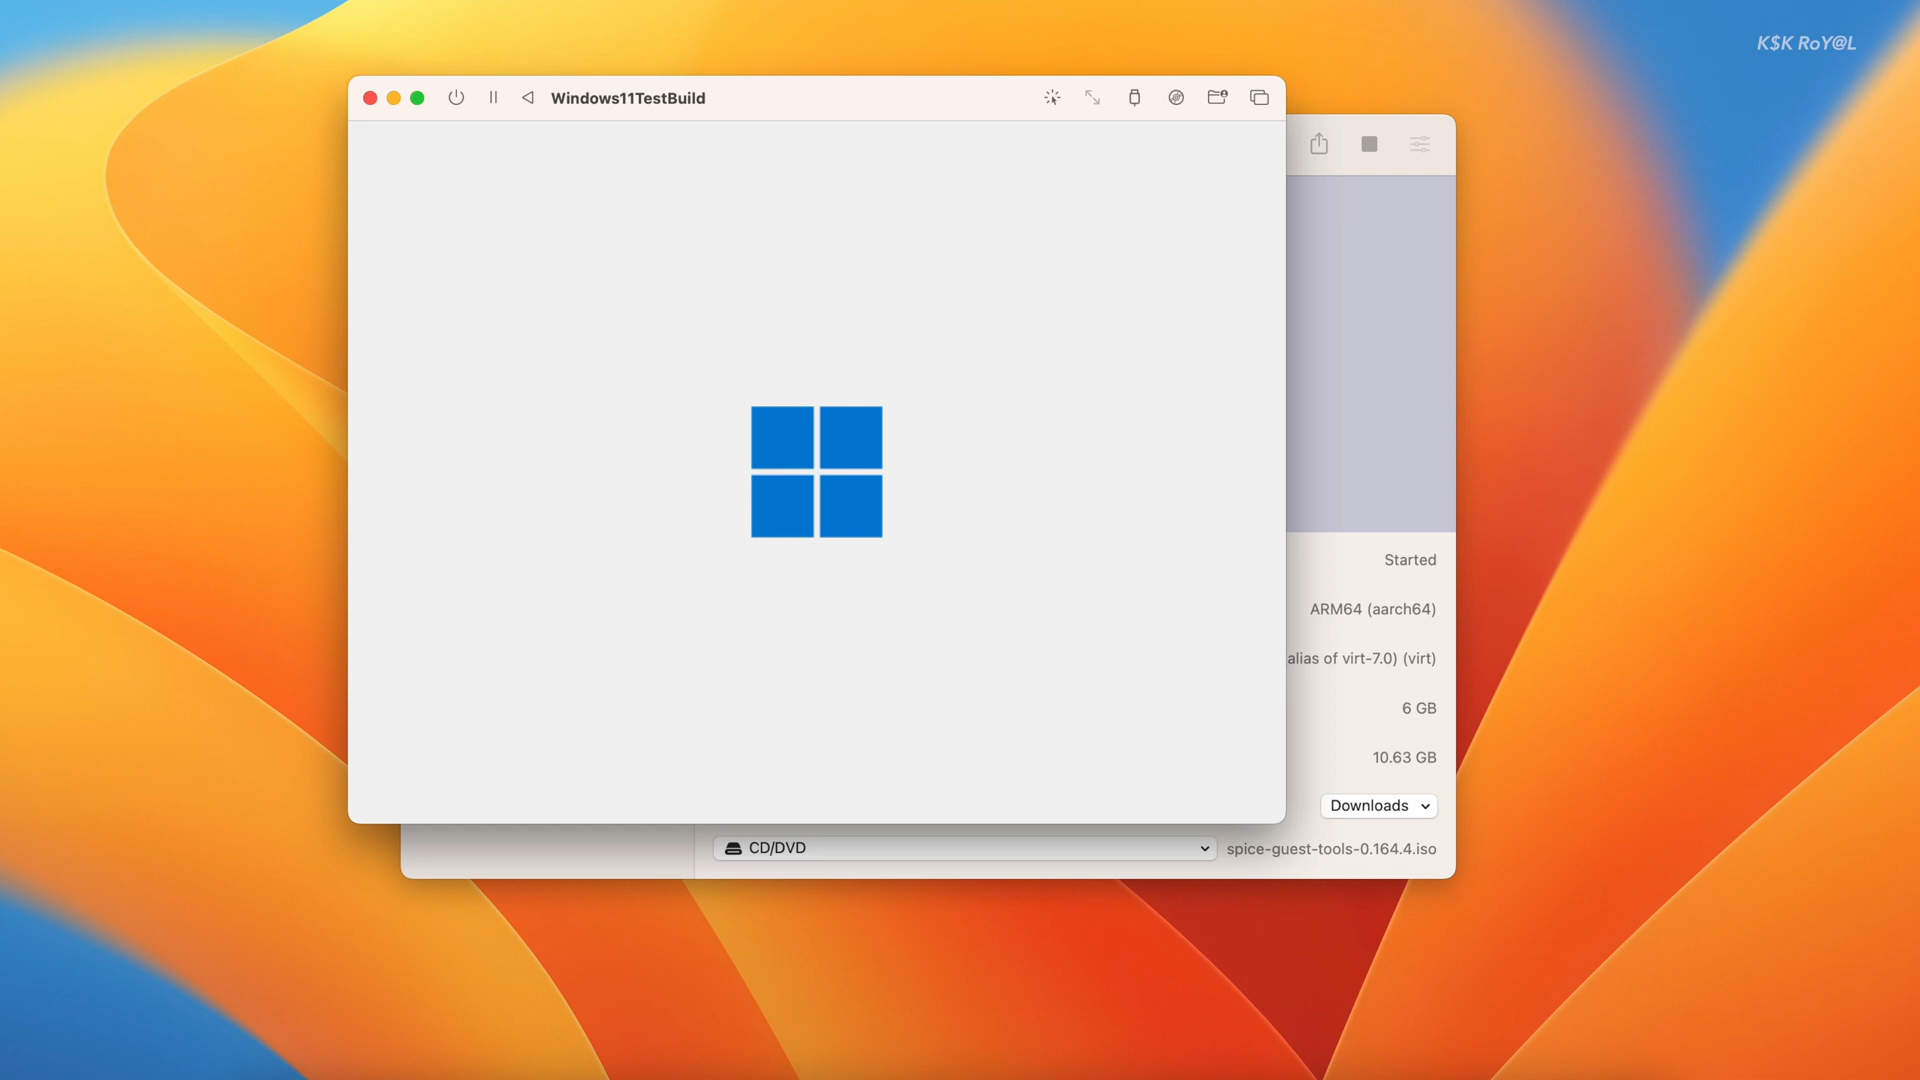 K$K RoY@L
Windows11TestBuild
Started
ARM64 (aarch64)
alias of virt-7.0) (virt)
6 GB
10.63 GB
Downloads
CD/DVD
spice-guest-tools-0.164.4.iso